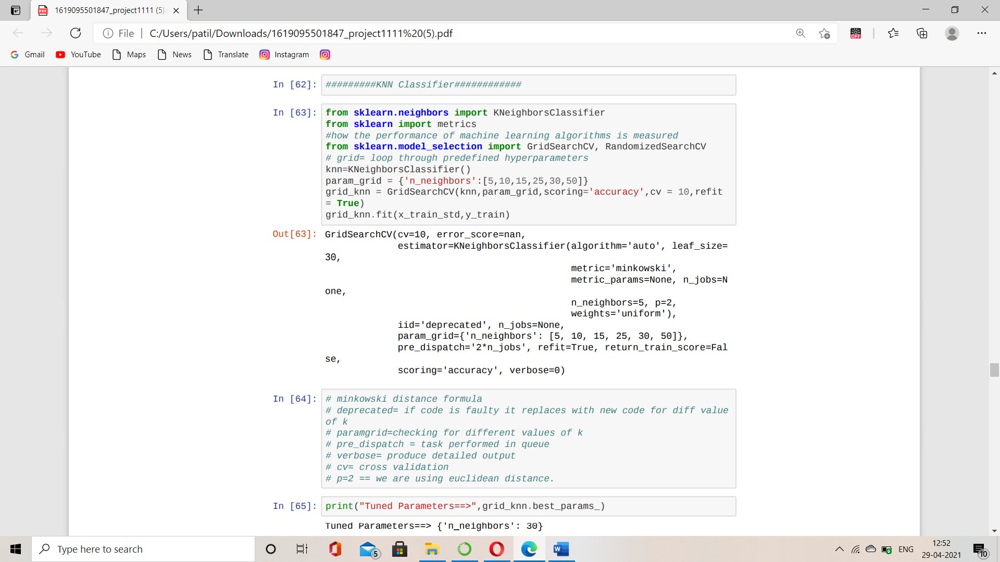 1619095501847_project1111 (5).
File
C:/Users/patil/Downloads/1619095501847_project1111%20(5).pdf
OFF
Gmail YouTube Maps News Translate Instagram
In [62]: #########KNN Classifier############
In [63]: from sklearn.neighbors import KNeighborsClassifier
from sklearn import metrics
#how the performance of machine learning algorithms is measured
from sklearn.model_selection import GridSearchCV, RandomizedSearchCV
# grid= loop through predefined hyperparameters
knn=KNeighborsClassifier()
param_grid = {'n_neighbors':[5,10,15,25,30,50]}
grid_knn = GridSearchCV(knn,param_grid,scoring='accuracy',cv = 10,refit
= True)
grid_knn.fit(x_train_std,y_train)
Out[63]: GridSearchCV(cv=10, error_score=nan,
estimator=KNeighborsClassifier(algorithm='auto', leaf_size=
30,
metric='minkowski',
metric_params=None, n_jobs=N
one,
n_neighbors=5, p=2,
weights='uniform'),
iid='deprecated', n_jobs=None,
param_grid={'n_neighbors': [5, 10, 15, 25, 30, 50]},
pre_dispatch='2*n_jobs', refit=True, return_train_score=Fal
se,
scoring='accuracy', verbose=0)
In [64]: # minkowski distance formula
# deprecated= if code is faulty it replaces with new code for diff value
of k
# paramgrid=checking for different values of k
# pre_dispatch = task performed in queue
# verbose= produce detailed output
# cv= cross validation
# p=2 == we are using euclidean distance.
In [65]: print("Tuned Parameters==>",grid_knn.best_params_)
Tuned Parameters==> {'n_neighbors': 30}
Type here to search
5
ENG
12:52
29-04-2021
10